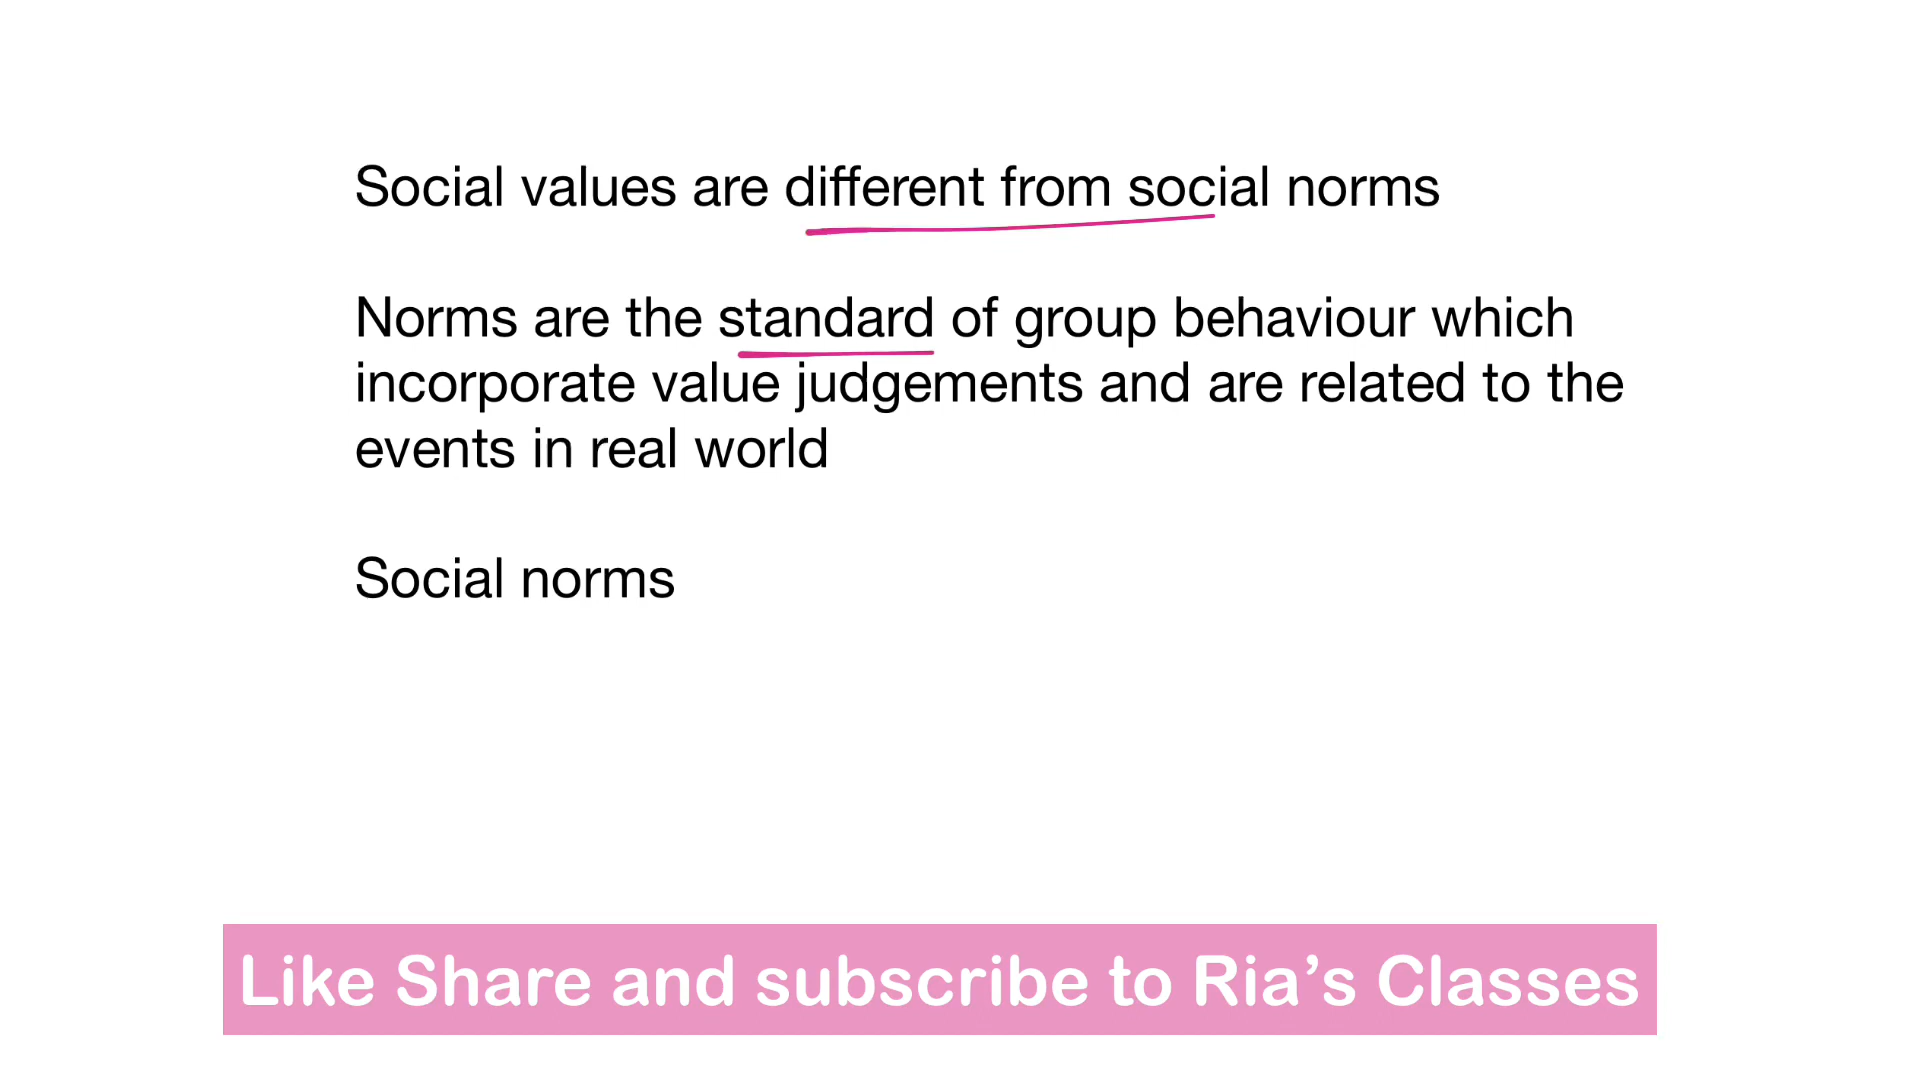 Social values are different from social norms
Norms are the standard of group behaviour which
incorporate value judgements and are related to the
events in real world
Social norms
Like Share and subscribe to Ria’s Classes